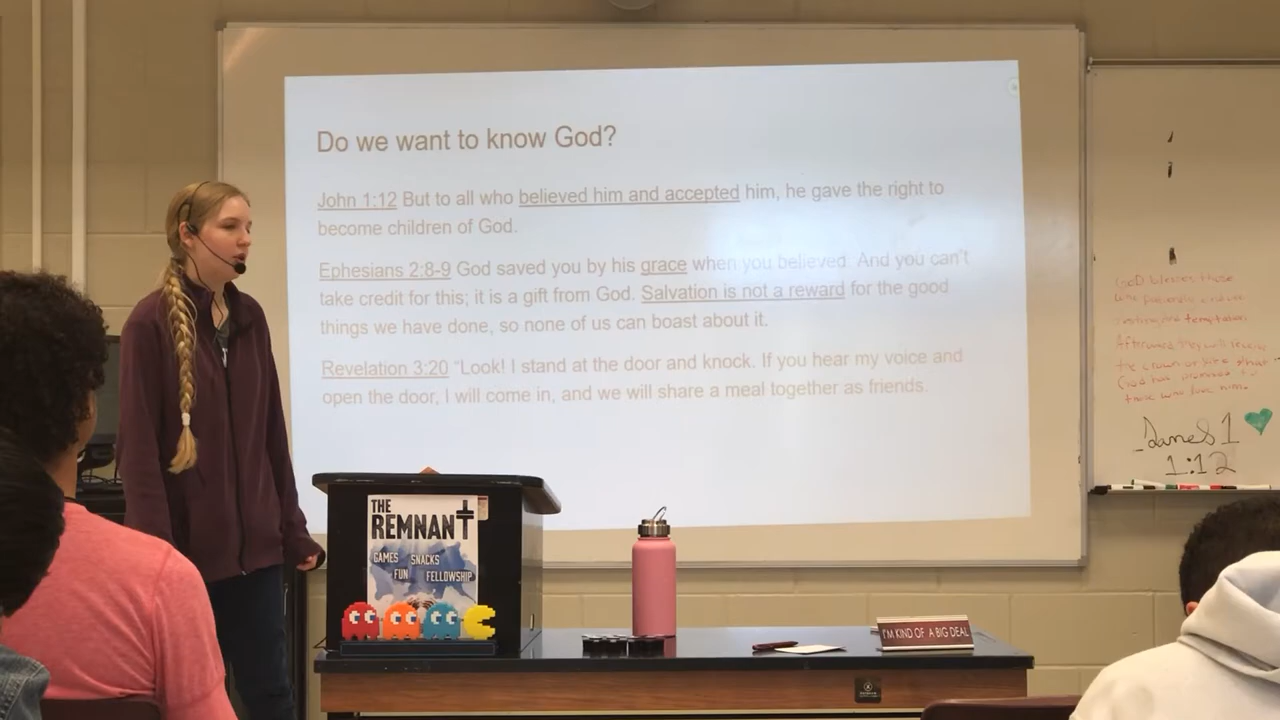 Do we want to know God?
John 1:12 But to all who believed him and accepted him, he gave the right to
become children of God.
Ephesians 2:8-9 God saved you by his grace when you believed. And you can't
take credit for this; it is a gift from God. Salvation is not a reward for the good
things we have done, so none of us can boast about it.
Revelation 3:20 “Look! I stand at the door and knock. If you hear my voice and
open the door, I will come in, and we will share a meal together as friends.
GOD blesses those
who patiently endure
testing and temptation.
Afterward they will receive
the crown of life that
God has promised to
those who love him.
James 1
1:12
THE
REMNANT
GAMES SNACKS
FUN FELLOWSHIP
I'M KIND OF A BIG DEAL